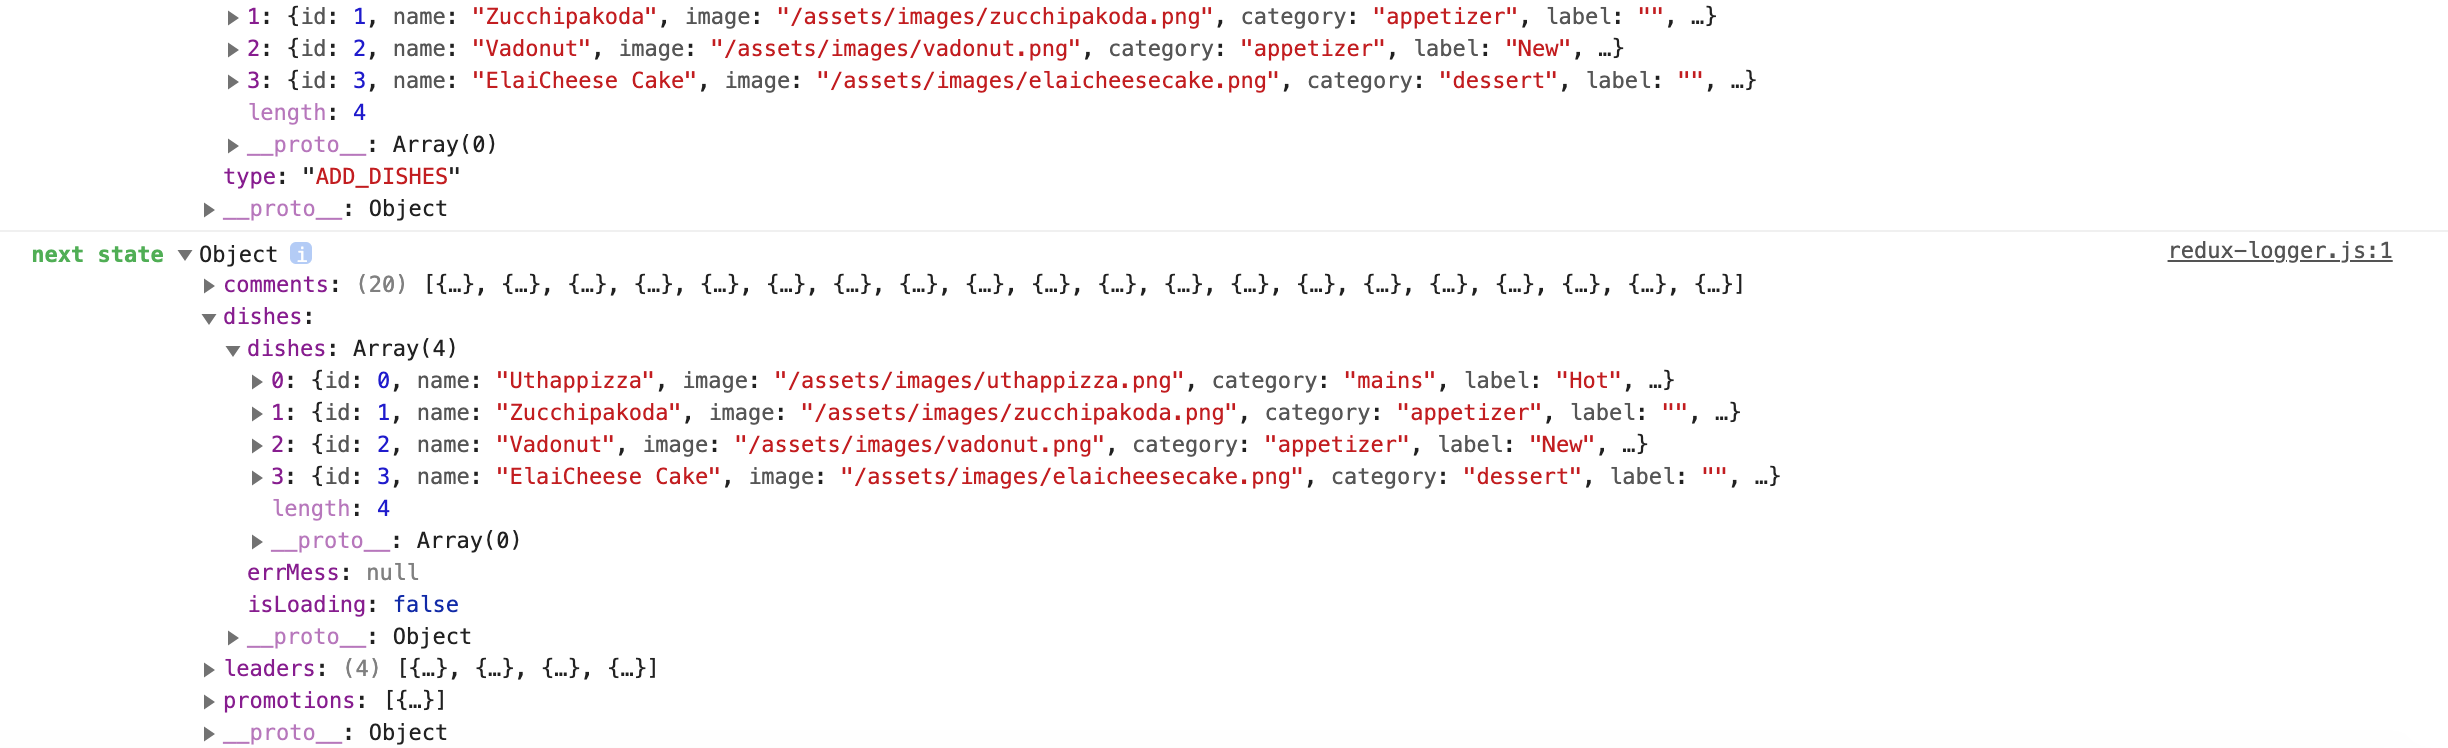 ▶1: {id: 1, name: "Zucchipakoda", image: "/assets/images/zucchipakoda.png", category: "appetizer", label: "", …}
▶2: {id: 2, name: "Vadonut", image: "/assets/images/vadonut.png", category: "appetizer", label: "New", …}
▶3: {id: 3, name: "ElaiCheese Cake", image: "/assets/images/elaicheesecake.png", category: "dessert", label: "", …}
length: 4
▶__proto__: Array(0)
type: "ADD_DISHES"
▶__proto__: Object
next state ▼Object i redux-logger.js:1
▶comments: (20) [{…}, {…}, {…}, {…}, {…}, {…}, {…}, {…}, {…}, {…}, {…}, {…}, {…}, {…}, {…}, {…}, {…}, {…}, {…}, {…}]
▼dishes:
▼dishes: Array(4)
▶0: {id: 0, name: "Uthappizza", image: "/assets/images/uthappizza.png", category: "mains", label: "Hot", …}
▶1: {id: 1, name: "Zucchipakoda", image: "/assets/images/zucchipakoda.png", category: "appetizer", label: "", …}
▶2: {id: 2, name: "Vadonut", image: "/assets/images/vadonut.png", category: "appetizer", label: "New", …}
▶3: {id: 3, name: "ElaiCheese Cake", image: "/assets/images/elaicheesecake.png", category: "dessert", label: "", …}
length: 4
▶__proto__: Array(0)
errMess: null
isLoading: false
▶__proto__: Object
▶leaders: (4) [{…}, {…}, {…}, {…}]
▶promotions: [{…}]
▶__proto__: Object